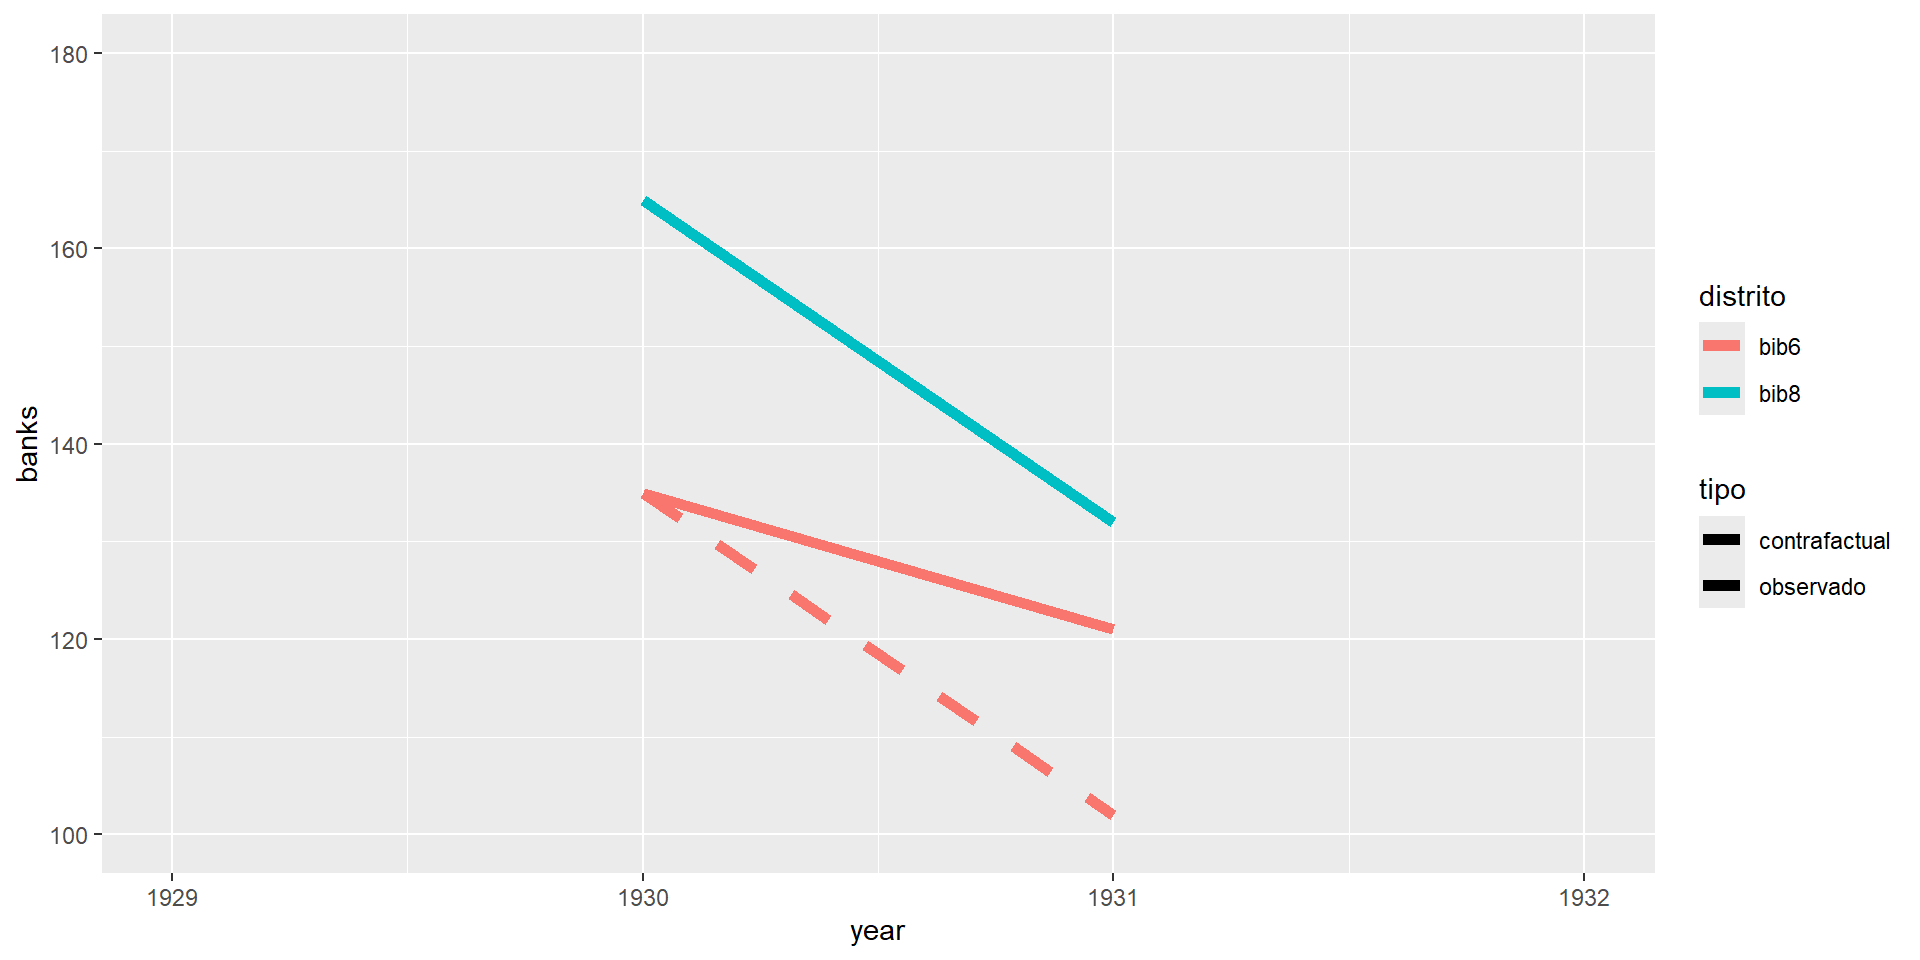 180
160
140
120
100
banks
1929 1930 1931 1932
year
distrito
bib6
bib8
tipo
contrafactual
observado